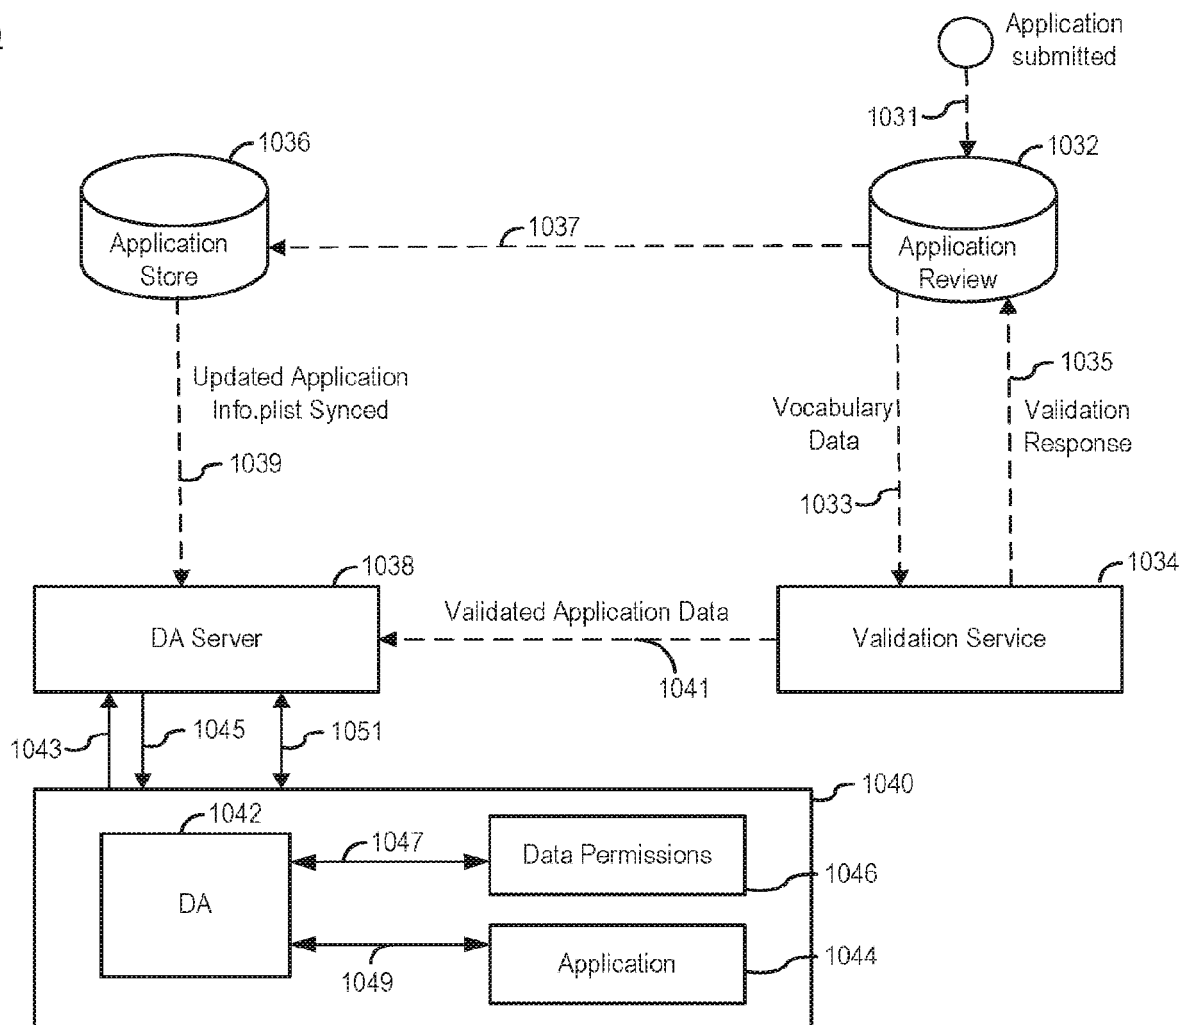 Application
submitted
1031
1036
1032
1037
Application
Store
Application
Review
Updated Application
Info.plist Synced
1039
Vocabulary
Data
1033
1035
Validation
Response
1038
1034
DA Server
Validated Application Data
Validation Service
1041
1043
1045
1051
1040
1042
1047
Data Permissions
1046
DA
1049
Application
1044